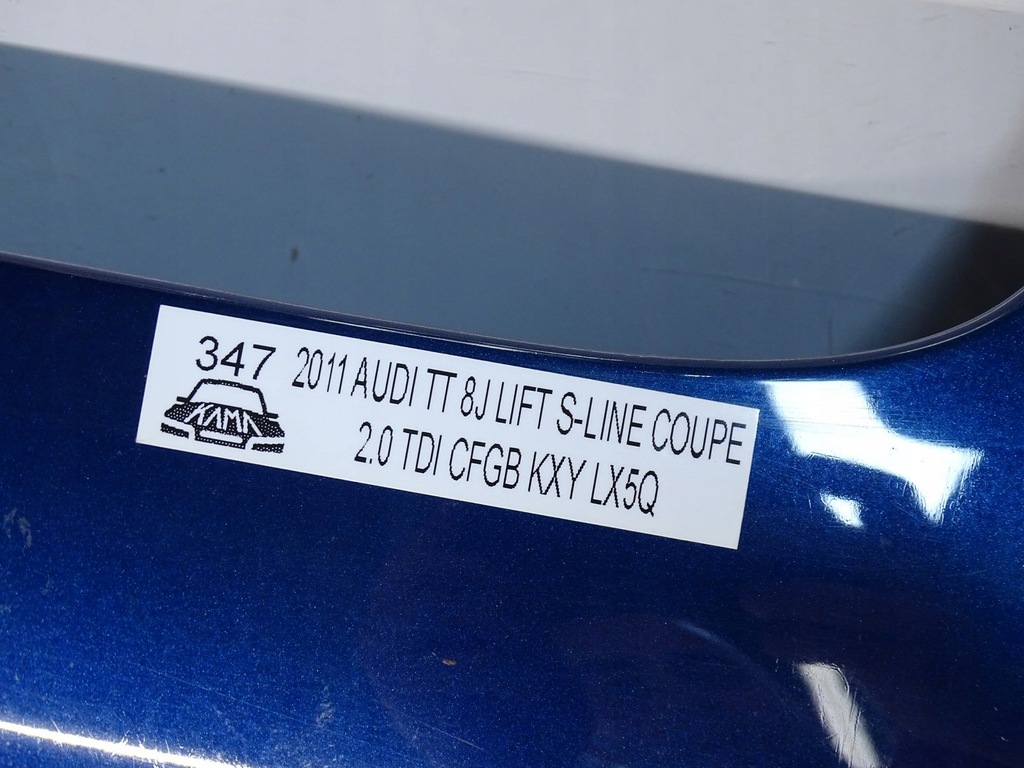 347
KAMA
2011 AUDI TT 8J LIFT S-LINE COUPE
2.0 TDI CFGB KXY LX5Q